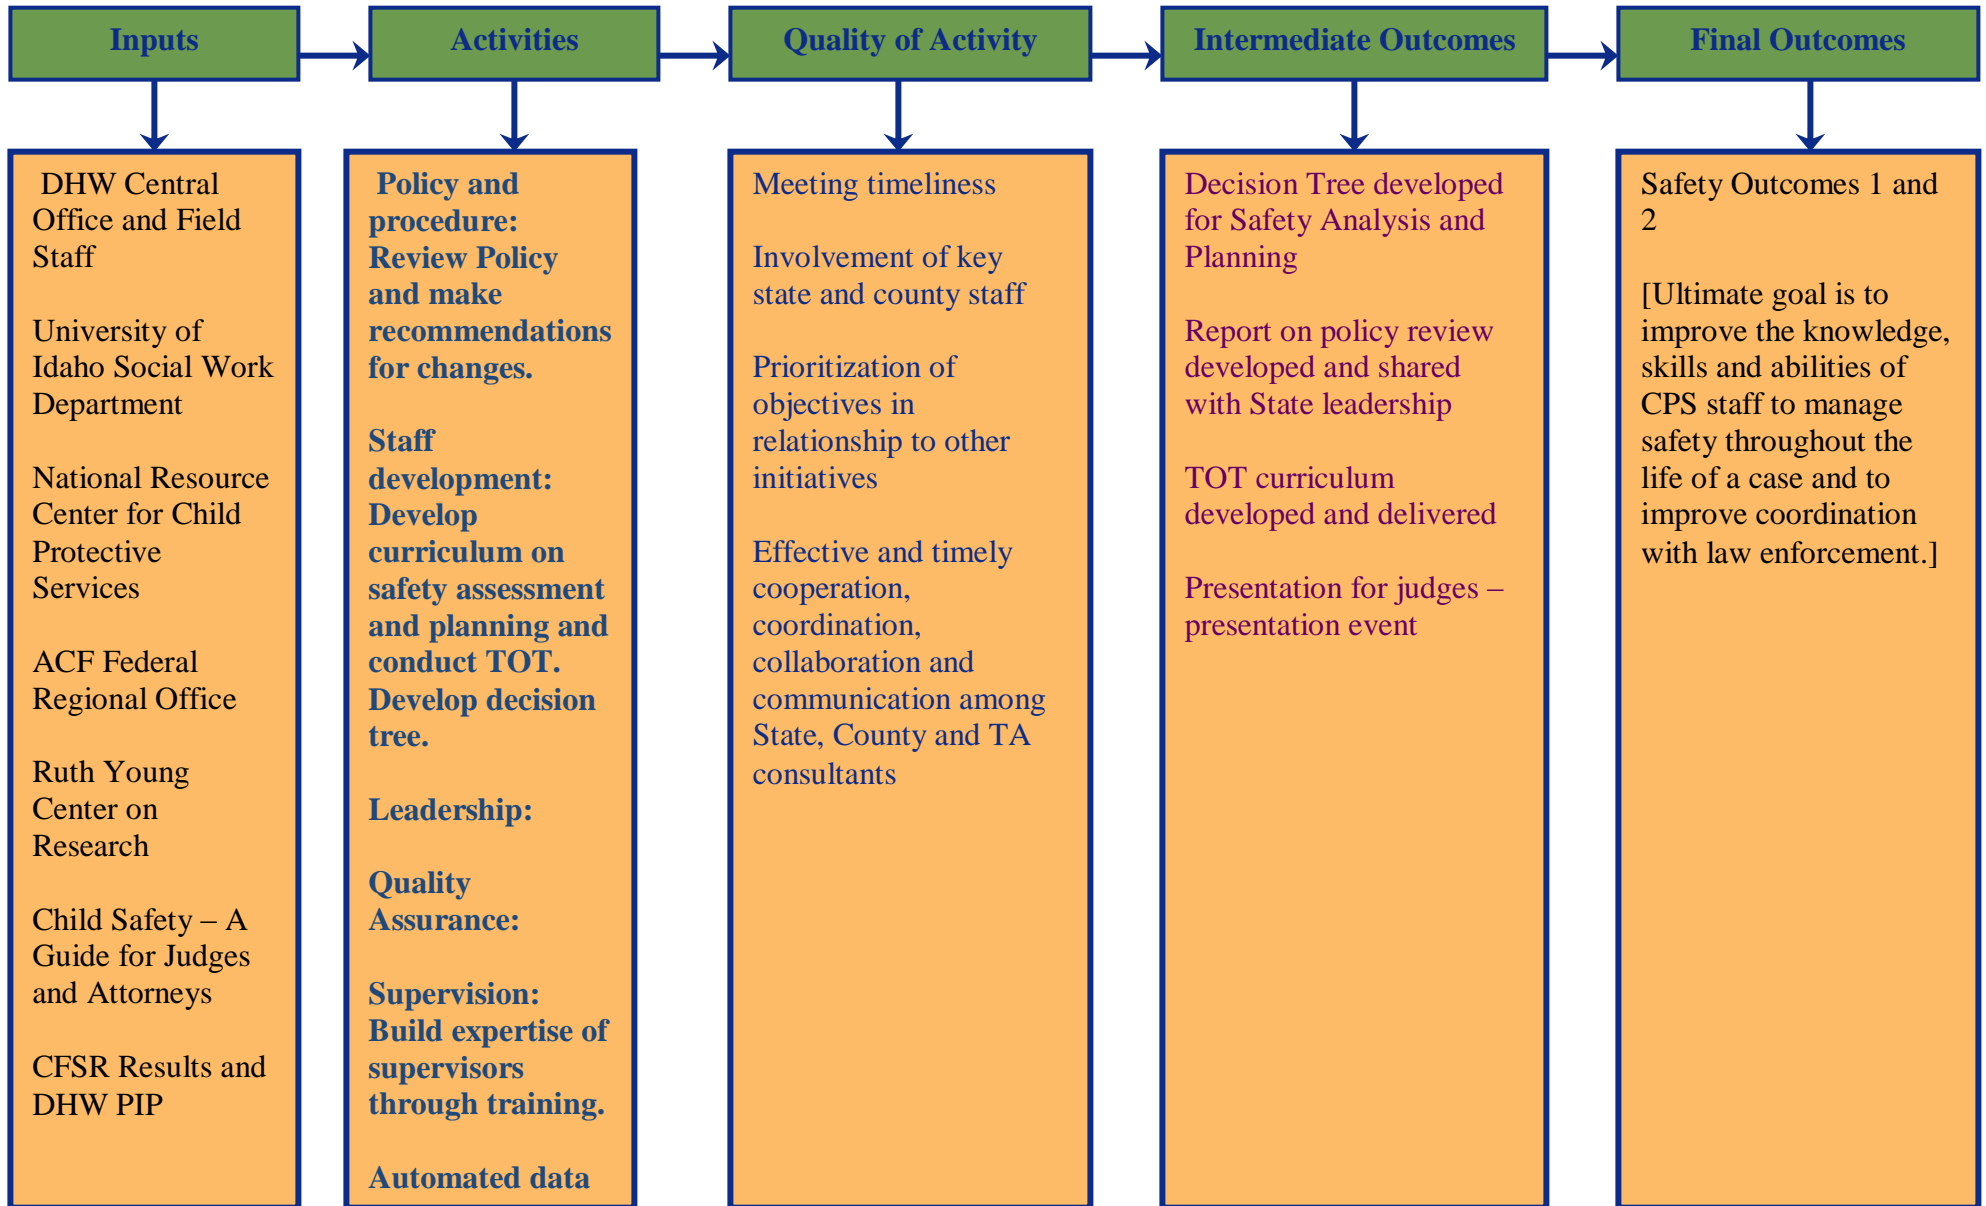 Inputs
Activities
Quality of Activity
Intermediate Outcomes
Final Outcomes
DHW Central
Office and Field
Staff
University of
Idaho Social Work
Department
National Resource
Center for Child
Protective
Services
ACF Federal
Regional Office
Ruth Young
Center on
Research
Child Safety – A
Guide for Judges
and Attorneys
CFSR Results and
DHW PIP
Policy and
procedure:
Review Policy
and make
recommendations
for changes.
Staff
development:
Develop
curriculum on
safety assessment
and planning and
conduct TOT.
Develop decision
tree.
Leadership:
Quality
Assurance:
Supervision:
Build expertise of
supervisors
through training.
Automated data
Meeting timeliness
Involvement of key
state and county staff
Prioritization of
objectives in
relationship to other
initiatives
Effective and timely
cooperation,
coordination,
collaboration and
communication among
State, County and TA
consultants
Decision Tree developed
for Safety Analysis and
Planning
Report on policy review
developed and shared
with State leadership
TOT curriculum
developed and delivered
Presentation for judges –
presentation event
Safety Outcomes 1 and
2
[Ultimate goal is to
improve the knowledge,
skills and abilities of
CPS staff to manage
safety throughout the
life of a case and to
improve coordination
with law enforcement.]